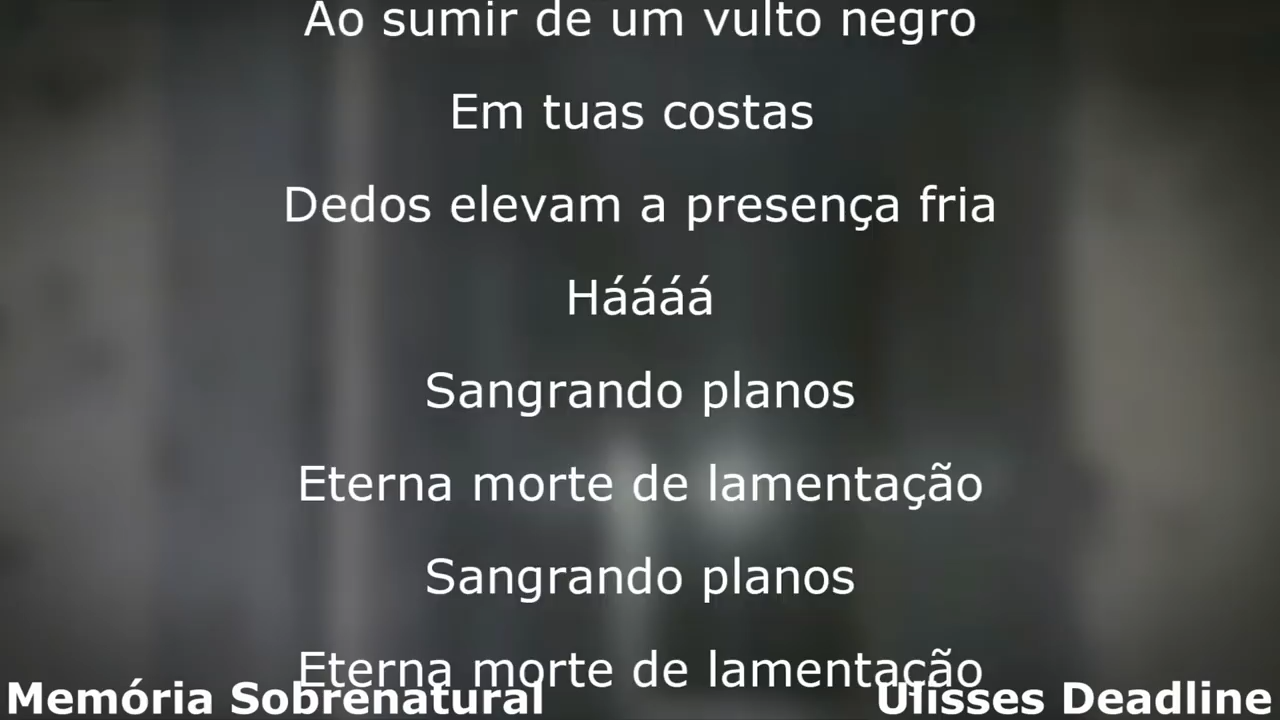 Ao sumir de um vulto negro
Em tuas costas
Dedos elevam a presença fria
Háááá
Sangrando planos
Eterna morte de lamentação
Sangrando planos
Eterna morte de lamentação
Memória Sobrenatural
Ulisses Deadline